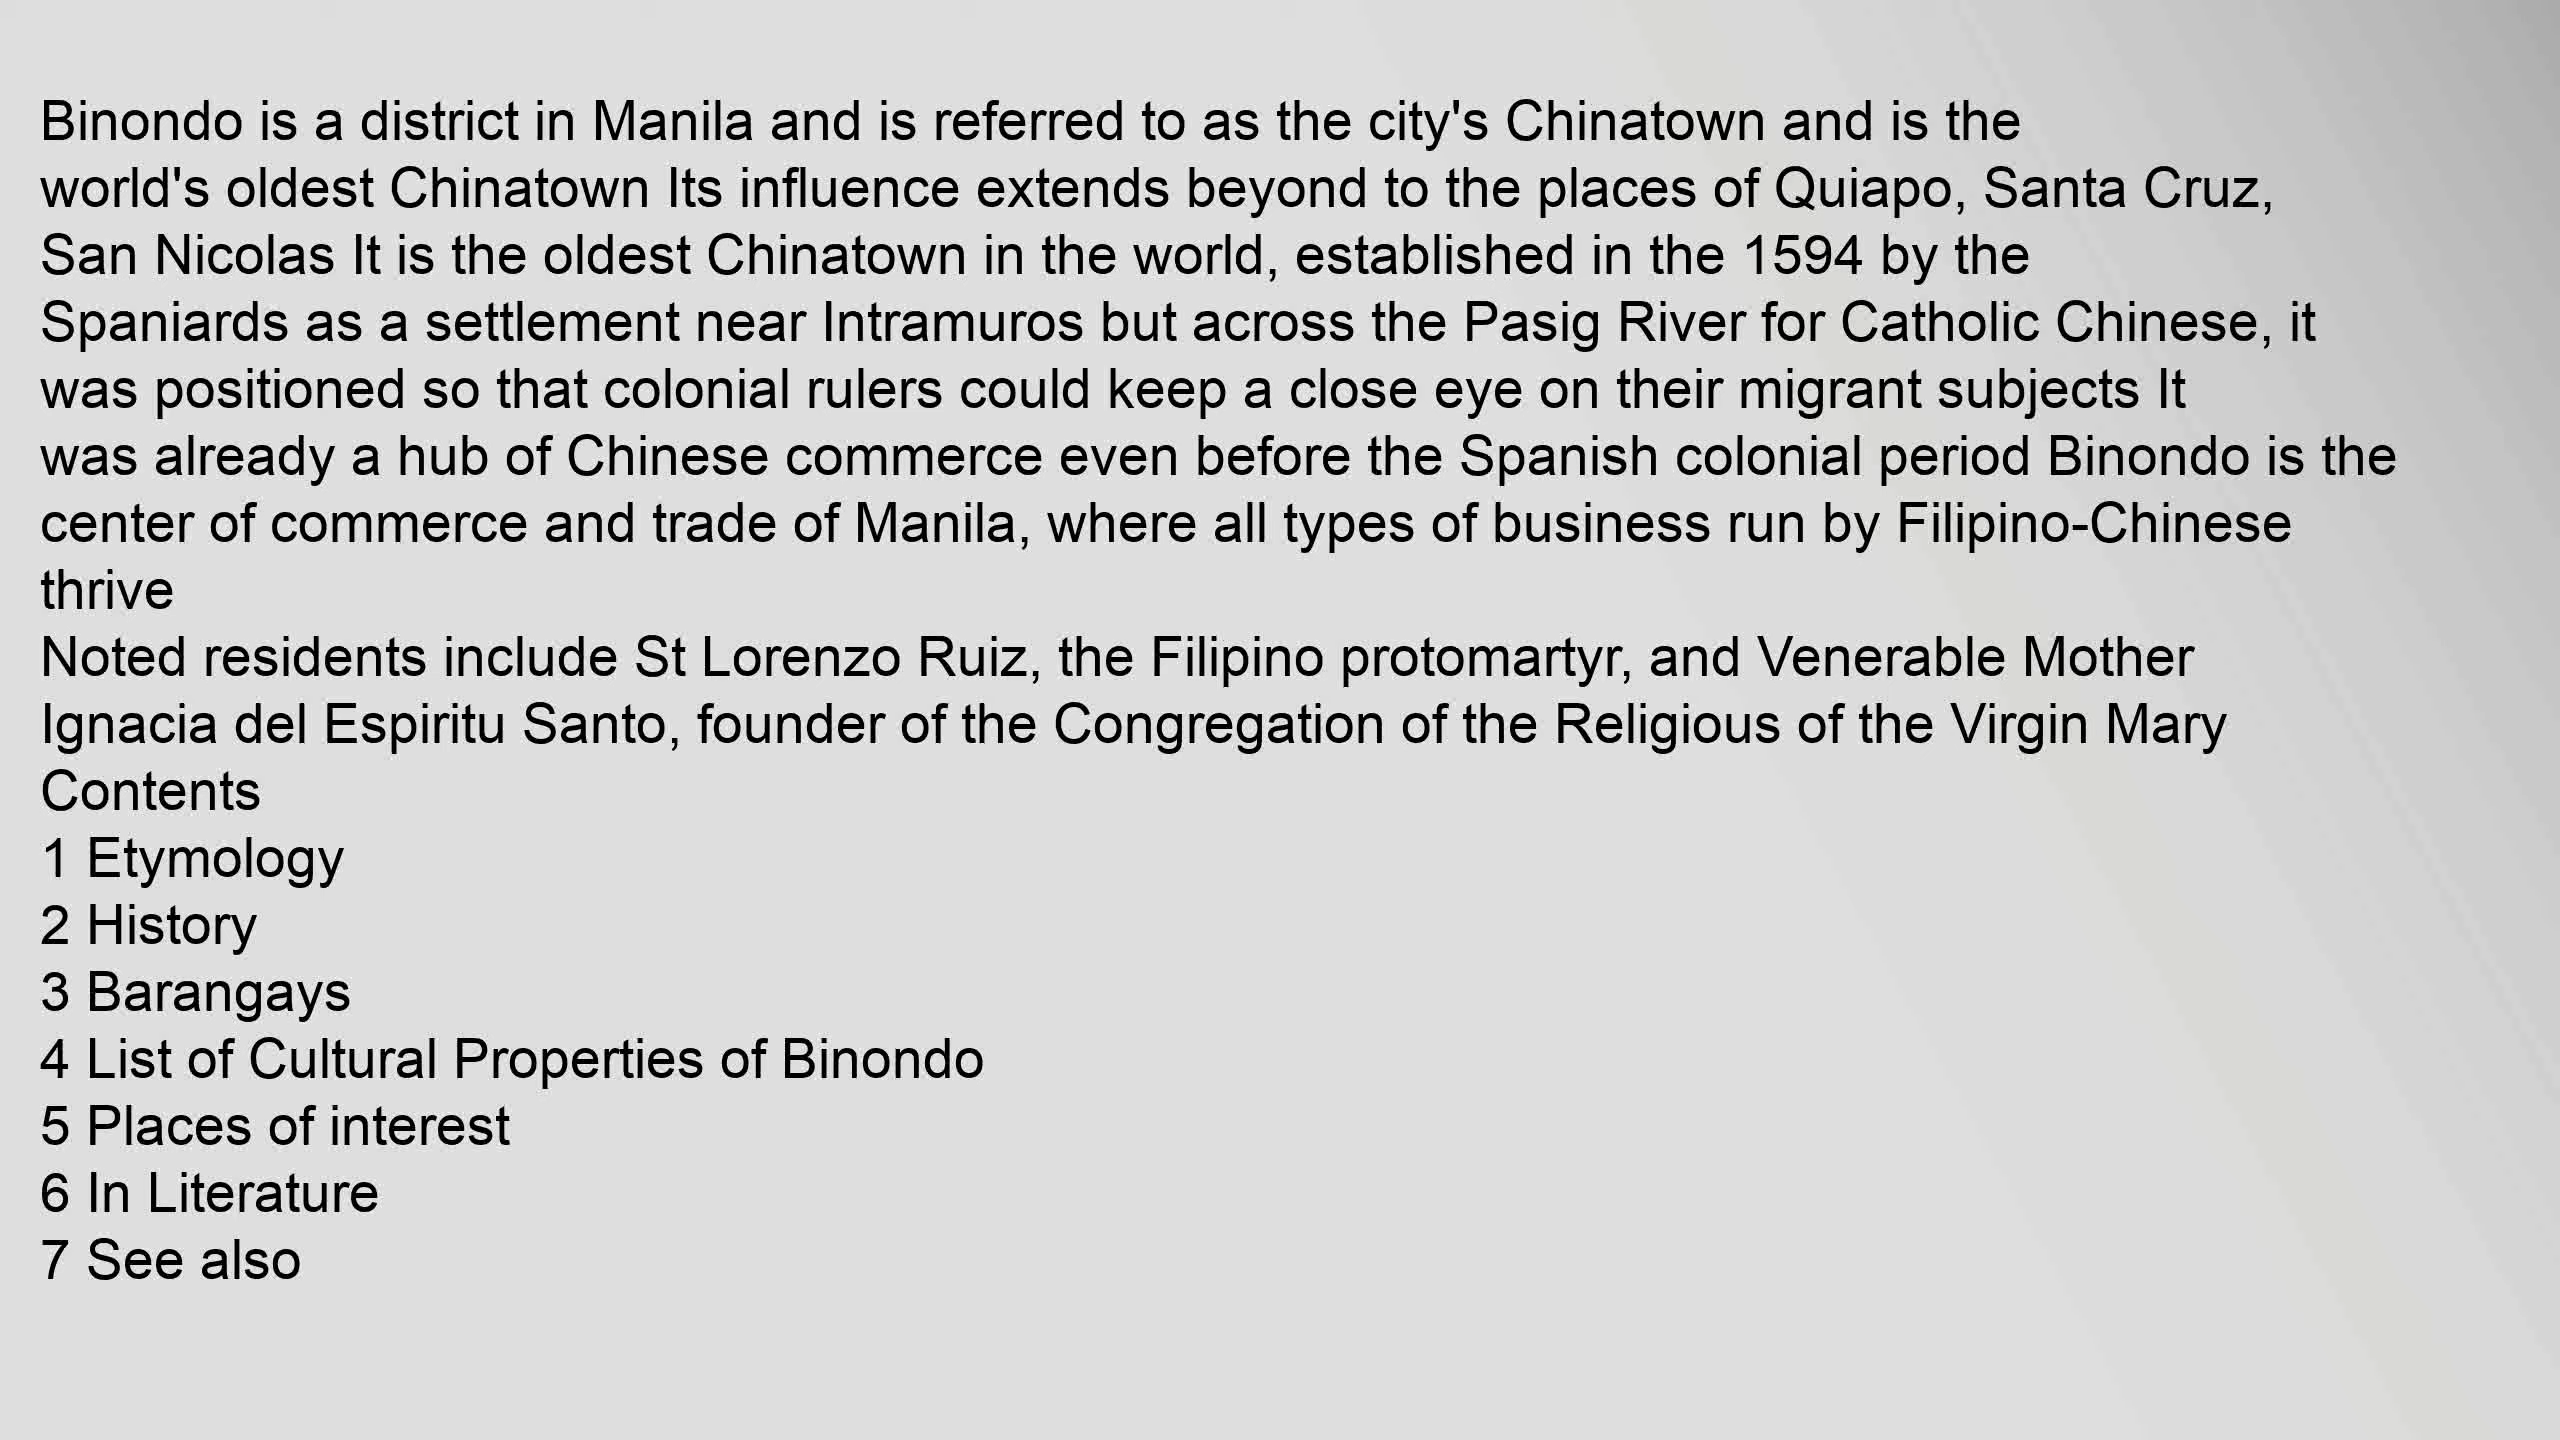 Binondo is a district in Manila and is referred to as the city's Chinatown and is the
world's oldest Chinatown Its influence extends beyond to the places of Quiapo, Santa Cruz,
San Nicolas It is the oldest Chinatown in the world, established in the 1594 by the
Spaniards as a settlement near Intramuros but across the Pasig River for Catholic Chinese, it
was positioned so that colonial rulers could keep a close eye on their migrant subjects It
was already a hub of Chinese commerce even before the Spanish colonial period Binondo is the
center of commerce and trade of Manila, where all types of business run by Filipino-Chinese
thrive
Noted residents include St Lorenzo Ruiz, the Filipino protomartyr, and Venerable Mother
Ignacia del Espiritu Santo, founder of the Congregation of the Religious of the Virgin Mary
Contents
1 Etymology
2 History
3 Barangays
4 List of Cultural Properties of Binondo
5 Places of interest
6 In Literature
7 See also